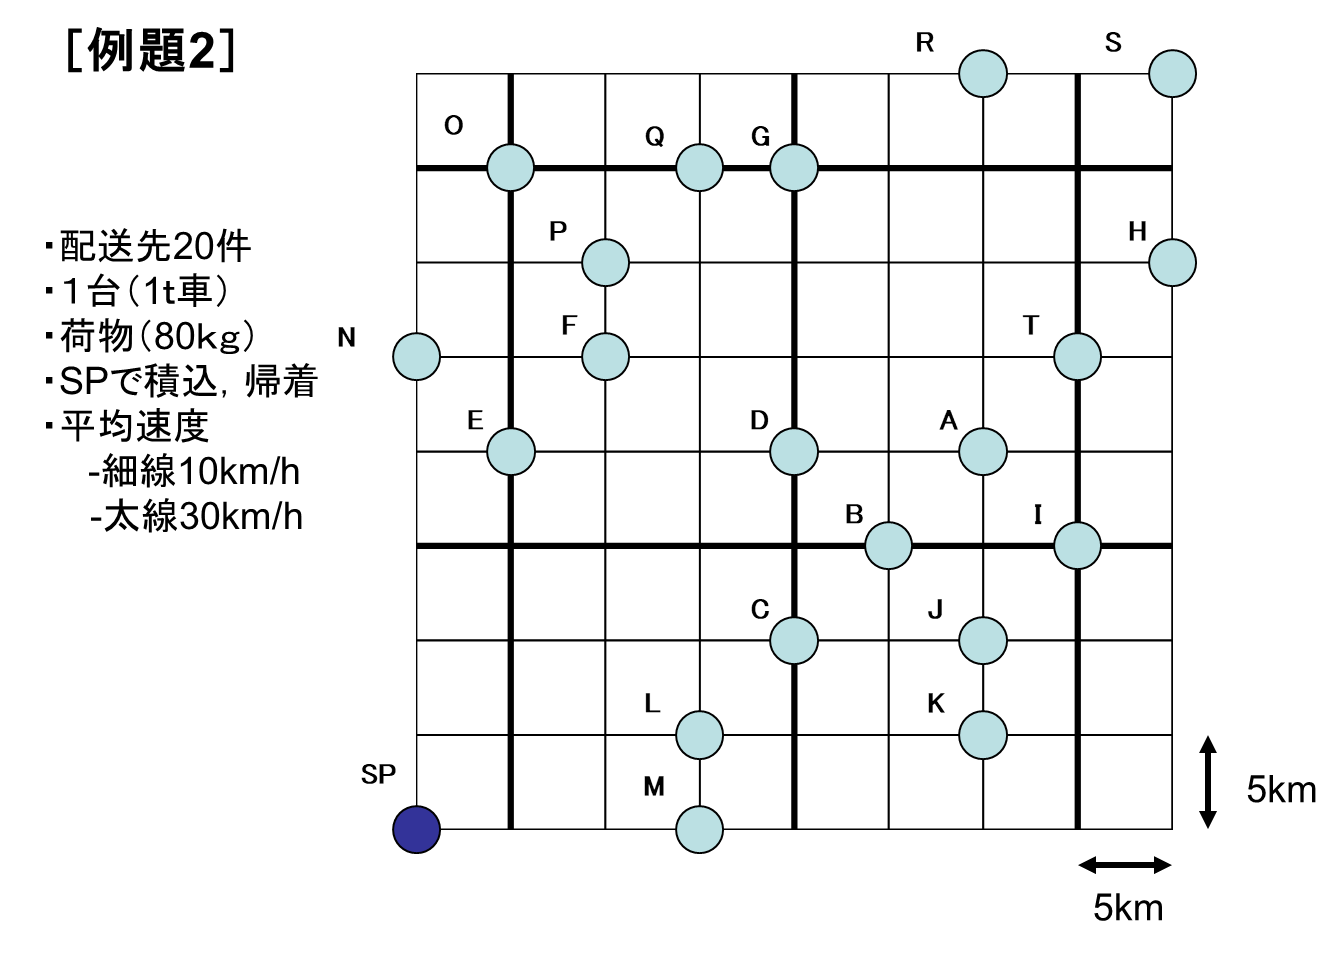 [例題2]
R
S
O
Q
G
・配送先20件
P
H
・1台(1t車)
・荷物(80kg)
N
F
T
・SPで積込, 帰着
・平均速度
E
D
A
-細線10km/h
-太線30km/h
B
I
C
J
L
K
SP
M
5km
5km